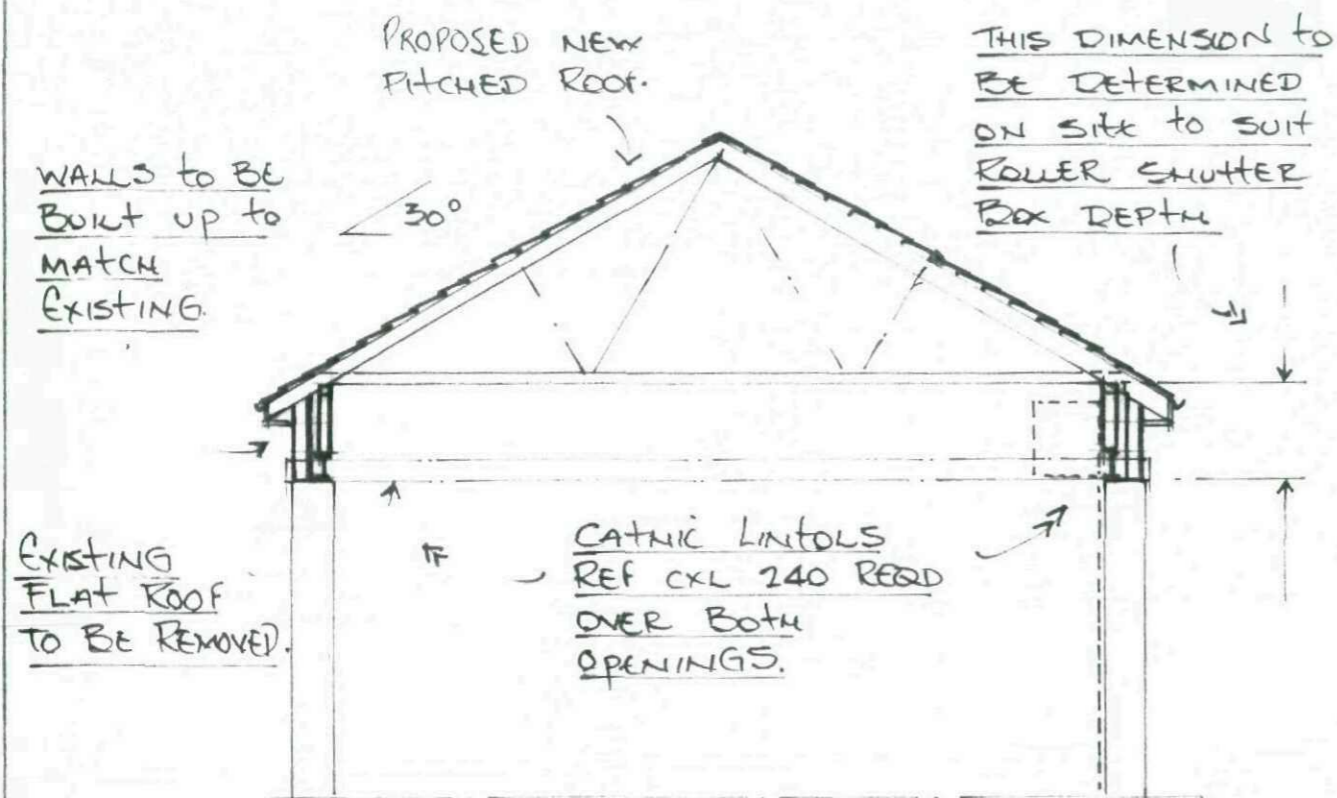 PROPOSED NEW
PITCHED ROOF.
THIS DIMENSION TO
BE DETERMINED
ON SITE TO SUIT
ROLLER SHUTTER
BOX DEPTH
WALLS TO BE
BUILT UP TO
MATCH
EXISTING.
30°
EXISTING
FLAT ROOF
TO BE REMOVED.
CATNIC LINTOLS
REF CXL 240 REQD
OVER BOTH
OPENINGS.